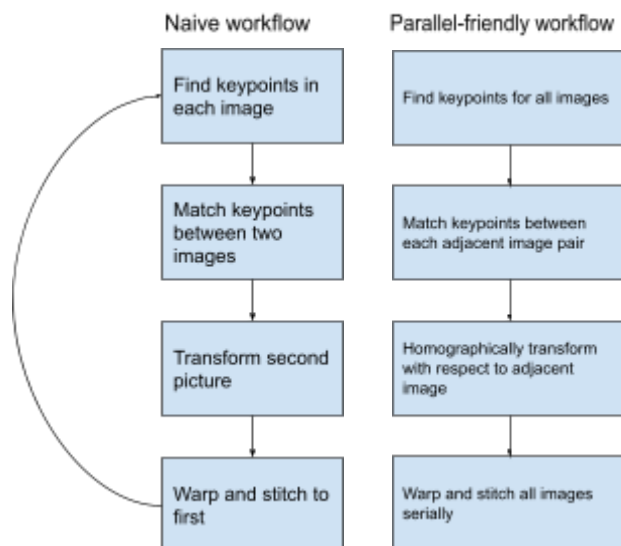 Naive workflow
Find keypoints in
each image
Match keypoints
between two
images
Transform second
picture
Warp and stitch to
first
Parallel-friendly workflow
Find keypoints for all images
Match keypoints between
each adjacent image pair
Homographically transform
with respect to adjacent
image
Warp and stitch all images
serially